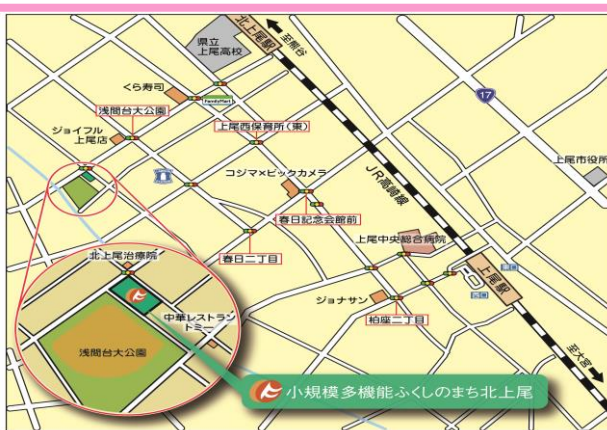 北上尾駅
至熊谷
県立
上尾高校
くら寿司
FamilyMart
浅間台大公園
ジョイフル
上尾店
上尾西保育所(東)
17
上尾市役所
コジマ×ビックカメラ
JR高崎線
春日記念会館前
春日二丁目
上尾中央総合病院
上尾駅
東口
西口
ジョナサン
柏座二丁目
至大宮
北上尾治療院
中華レストラン
トミー
浅間台大公園
小規模多機能ふくしのまち北上尾